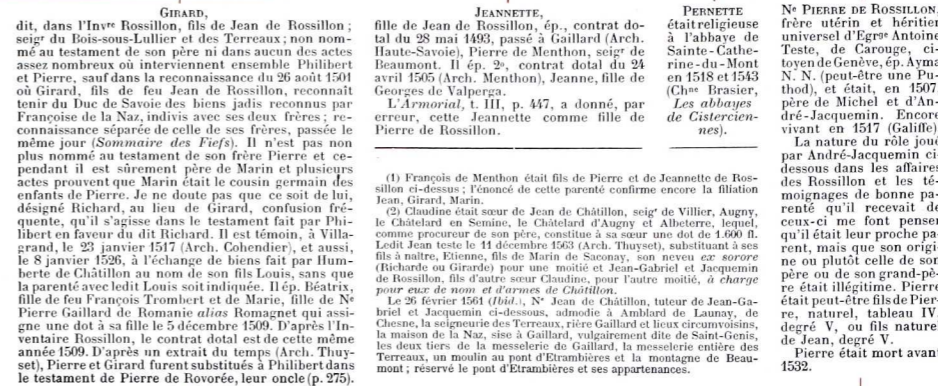 GIRARD,
dit, dans l'Invre Rossillon, fils de Jean de Rossillon ;
seigr du Bois-sous-Lullier et des Terreaux ; non nom-
mé au testament de son père ni dans aucun des actes
assez nombreux où interviennent ensemble Philibert
et Pierre, sauf dans la reconnaissance du 26 août 1501
où Girard, fils de feu Jean de Rossillon, reconnaît
tenir du Duc de Savoie des biens jadis reconnus par
Françoise de la Naz, indivis avec ses deux frères ; re-
connaissance séparée de celle de ses frères, passée le
même jour (Sommaire des Fiefs). Il n'est pas non
plus nommé au testament de son frère Pierre et ce-
pendant il est sûrement père de Marin et plusieurs
actes prouvent que Marin était le cousin germain des
enfants de Pierre. Je ne doute pas que ce soit de lui,
désigné Richard, au lieu de Girard, confusion fré-
quente, qu'il s'agisse dans le testament fait par Phi-
libert en faveur du dit Richard. Il est témoin, à Villa-
grand, le 23 janvier 1517 (Arch. Cohendier), et aussi,
le 8 janvier 1526, à l'échange de biens fait par Hum-
berte de Châtillon au nom de son fils Louis, sans que
la parenté avec ledit Louis soit indiquée. Il ép. Béatrix,
fille de feu François Trombert et de Marie, fille de Ne
Pierre Gaillard de Romanie alias Romagnet qui assi-
gne une dot à sa fille le 5 décembre 1509. D'après l'In-
ventaire Rossillon, le contrat dotal est de cette même
année 1509. D'après un extrait du temps (Arch. Thuy-
set), Pierre et Girard furent substitués à Philibert dans
le testament de Pierre de Rovorée, leur oncle (p. 275).
JEANNETTE,
fille de Jean de Rossillon, ép., contrat do-
tal du 28 mai 1493, passé à Gaillard (Arch.
Haute-Savoie), Pierre de Menthon, seigr de
Beaumont. Il ép. 2º, contrat dotal du 24
avril 1505 (Arch. Menthon), Jeanne, fille de
Georges de Valperga.
L'Armorial, t. III, p. 447, a donné, par
erreur, cette Jeannette comme fille de
Pierre de Rossillon.
PERNETTE
était religieuse
à l'abbaye de
Sainte-Cathe-
rine-du-Mont
en 1518 et 1543
(Chne Brasier,
Les abbayes
de Cistercien-
nes).
(1) François de Menthon était fils de Pierre et de Jeannette de Ros-
sillon ci-dessus ; l'énoncé de cette parenté confirme encore la filiation
Jean, Girard, Marin.
(2) Claudine était sœur de Jean de Châtillon, seigr de Villier, Augny,
le Châtelard en Semine, le Châtelard d'Augny et Albeterre, lequel,
comme procureur de son père, constitue à sa sœur une dot de 1.600 fl.
Ledit Jean teste le 11 décembre 1563 (Arch. Thuyset), substituant à ses
fils à naître, Etienne, fils de Marin de Saconay, son neveu ex sorore
(Richarde ou Girarde) pour une moitié et Jean-Gabriel et Jacquemin
de Rossillon, fils d'autre sœur Claudine, pour l'autre moitié, à charge
pour eux de nom et d'armes de Châtillon.
Le 26 février 1561 (Ibid.), Ne Jean de Châtillon, tuteur de Jean-Ga-
briel et Jacquemin ci-dessous, admodie à Amblard de Launay, de
Chesne, la seigneurie des Terreaux, rière Gaillard et lieux circumvoisins,
la maison de la Naz, sise à Gaillard, vulgairement dite de Saint-Genis,
les deux tiers de la messellerie de Gaillard, la messellerie entière des
Terreaux, un moulin au pont d'Etrambières et la montagne de Beau-
mont ; réservé le pont d'Etrambières et ses appartenances.
Ne PIERRE DE ROSSILLON,
frère utérin et héritier
universel d'Egrge Antoine
Teste, de Carouge, ci-
toyen de Genève, ép. Ayma
N. N. (peut-être une Pu-
thod), et était, en 1507,
père de Michel et d'An-
dré-Jacquemin. Encore
vivant en 1517 (Galiffe).
La nature du rôle joué
par André-Jacquemin ci-
dessous dans les affaires
des Rossillon et les té-
moignages de bonne pa-
renté qu'il recevait de
ceux-ci me font penser
qu'il était leur proche pa-
rent, mais que son origi-
ne ou plutôt celle de son
père ou de son grand-pè-
re était illégitime. Pierre
était peut-être fils de Pier-
re, naturel, tableau IV,
degré V, ou fils naturel
de Jean, degré V.
Pierre était mort avant
1532.